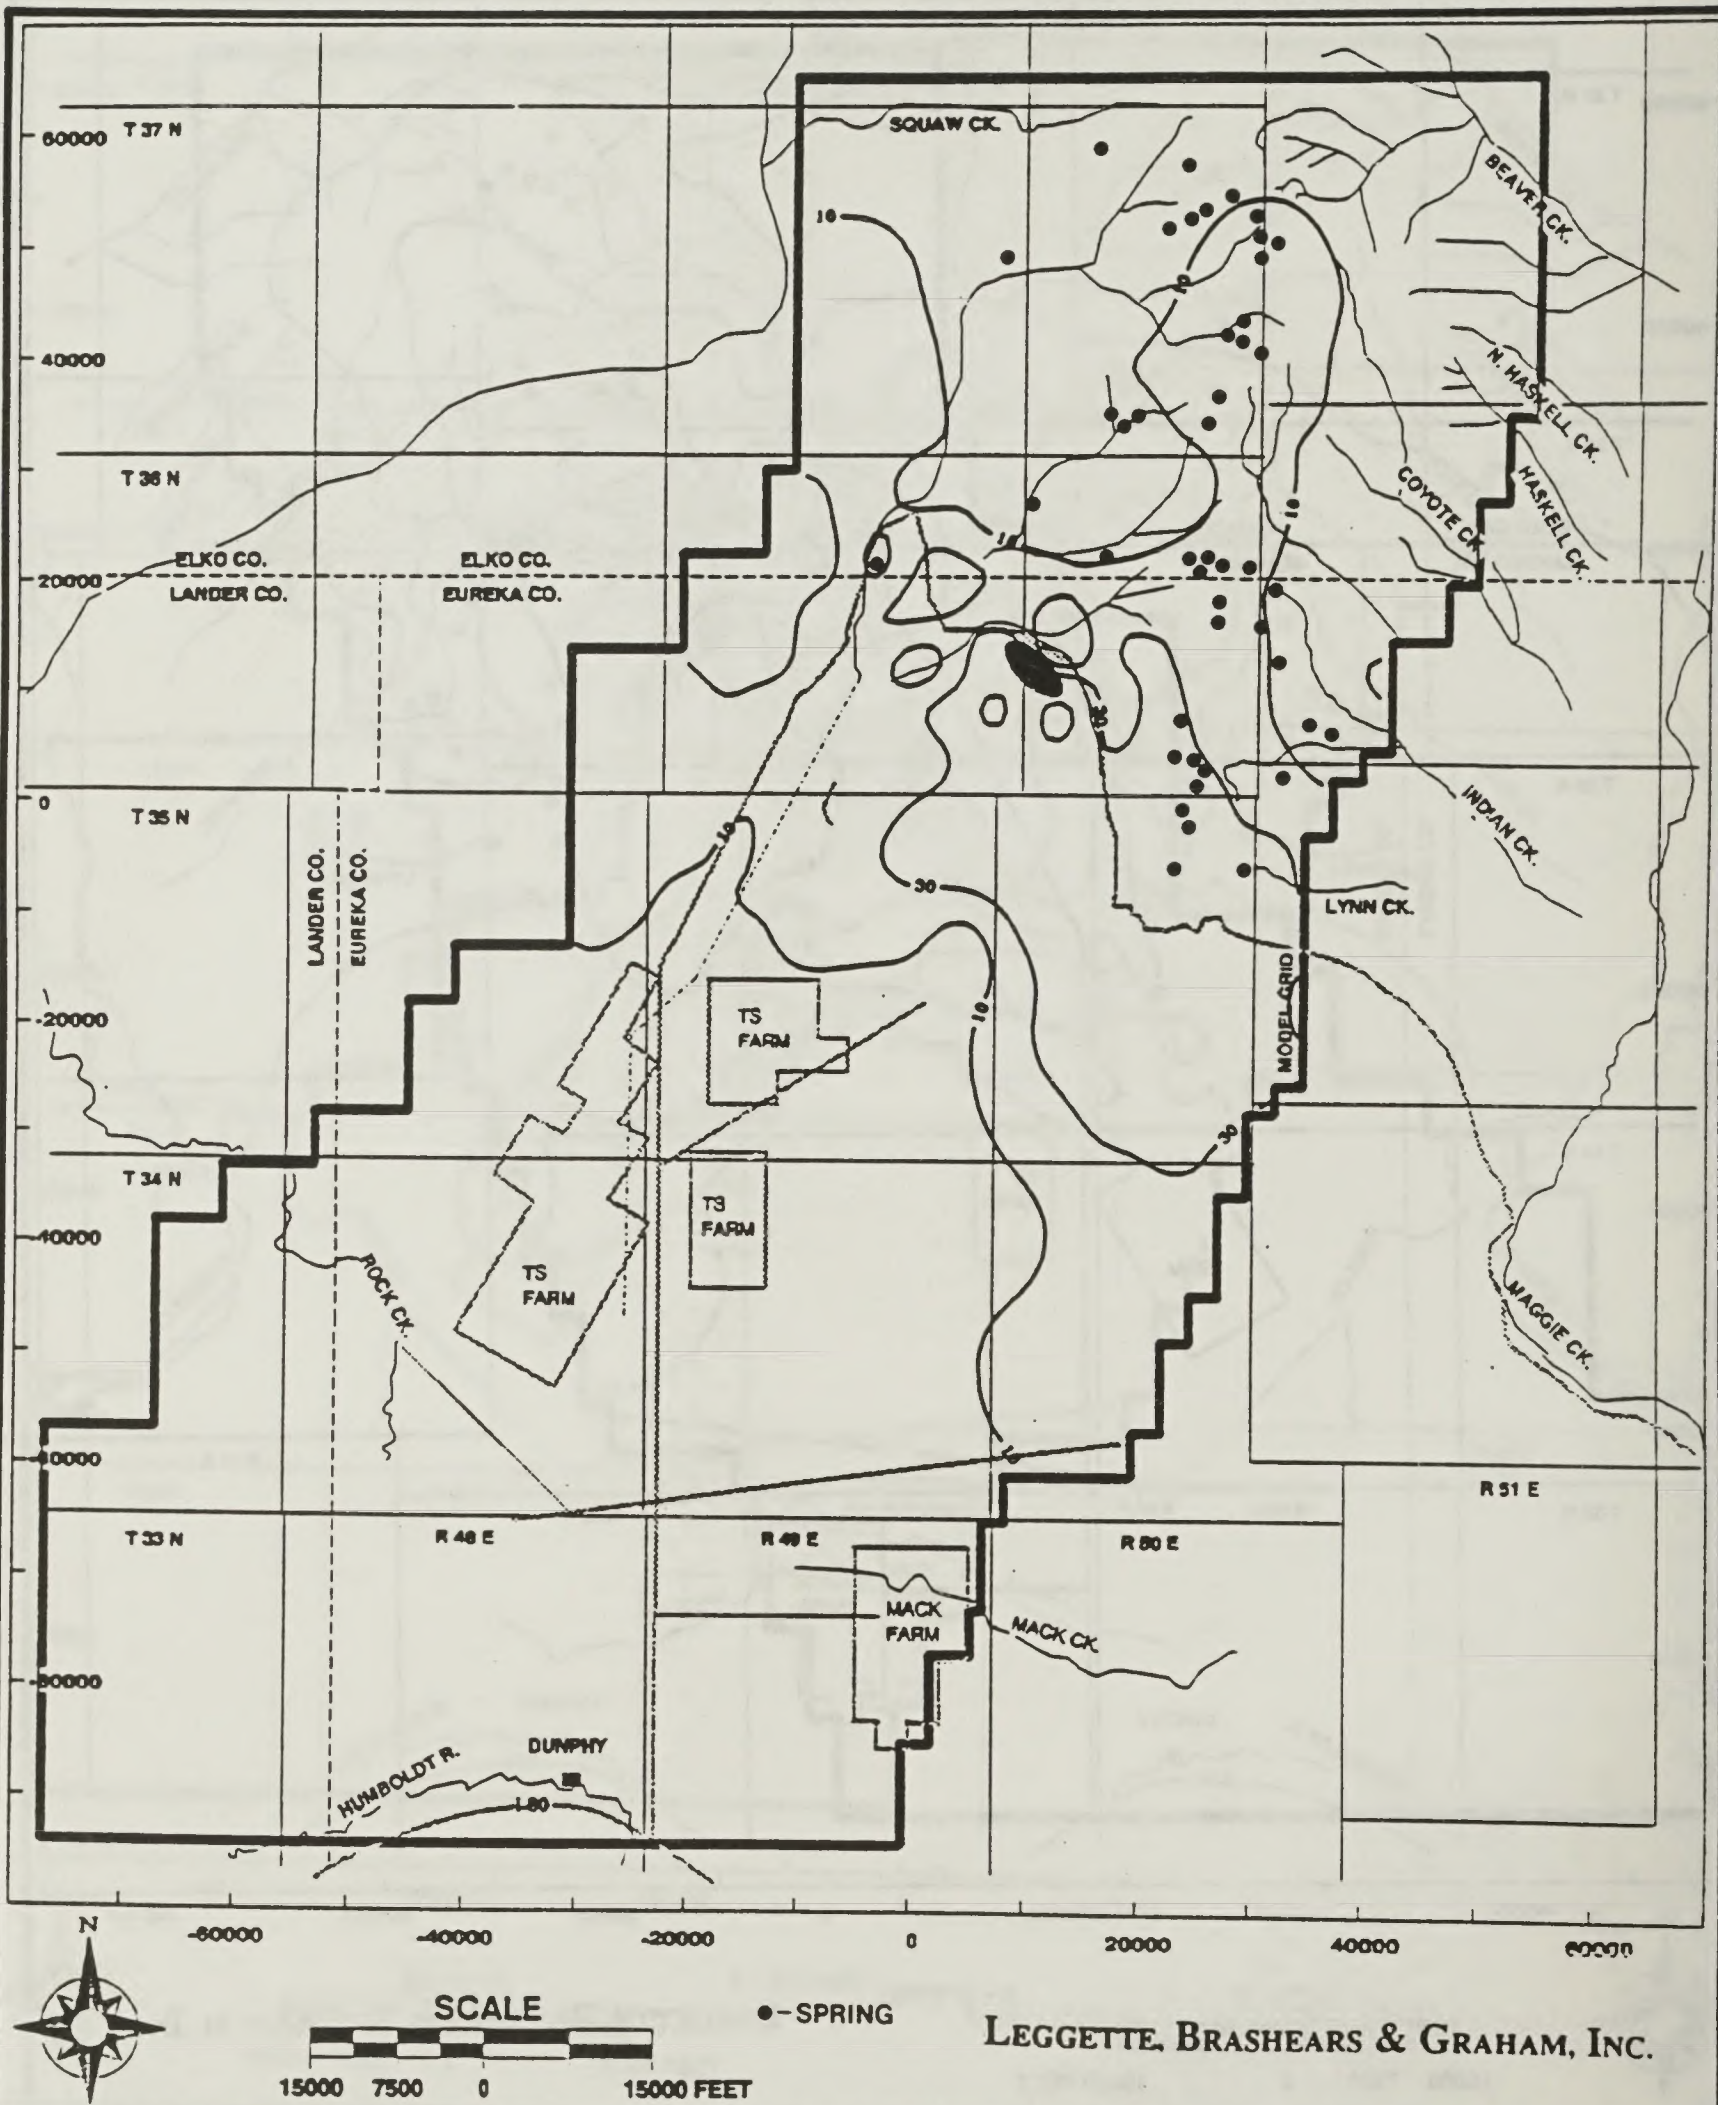 60000
T 37 N
SQUAW CK.
BEAVER CK.
10
10
40000
N. HASKELL CK.
T 36 N
COYOTE CK
HASKELL CK.
10
10
ELKO CO.
ELKO CO.
20000
LANDER CO.
EUREKA CO.
30
0
T 35 N
INDIAN CK.
10
LANDER CO.
EUREKA CO.
30
LYNN CK.
MODEL GRID
-20000
TS
FARM
10
30
T 34 N
TS
FARM
ROCK CK.
TS
FARM
MAGGIE CK.
R 51 E
T 33 N
R 48 E
R 49 E
R 50 E
MACK
FARM
MACK CK.
DUNPHY
HUMBOLDT R.
N
-60000
-40000
-20000
0
20000
40000
60000
SCALE
●-SPRING
LEGGETTE, BRASHEARS & GRAHAM, INC.
15000 7500 0 15000 FEET